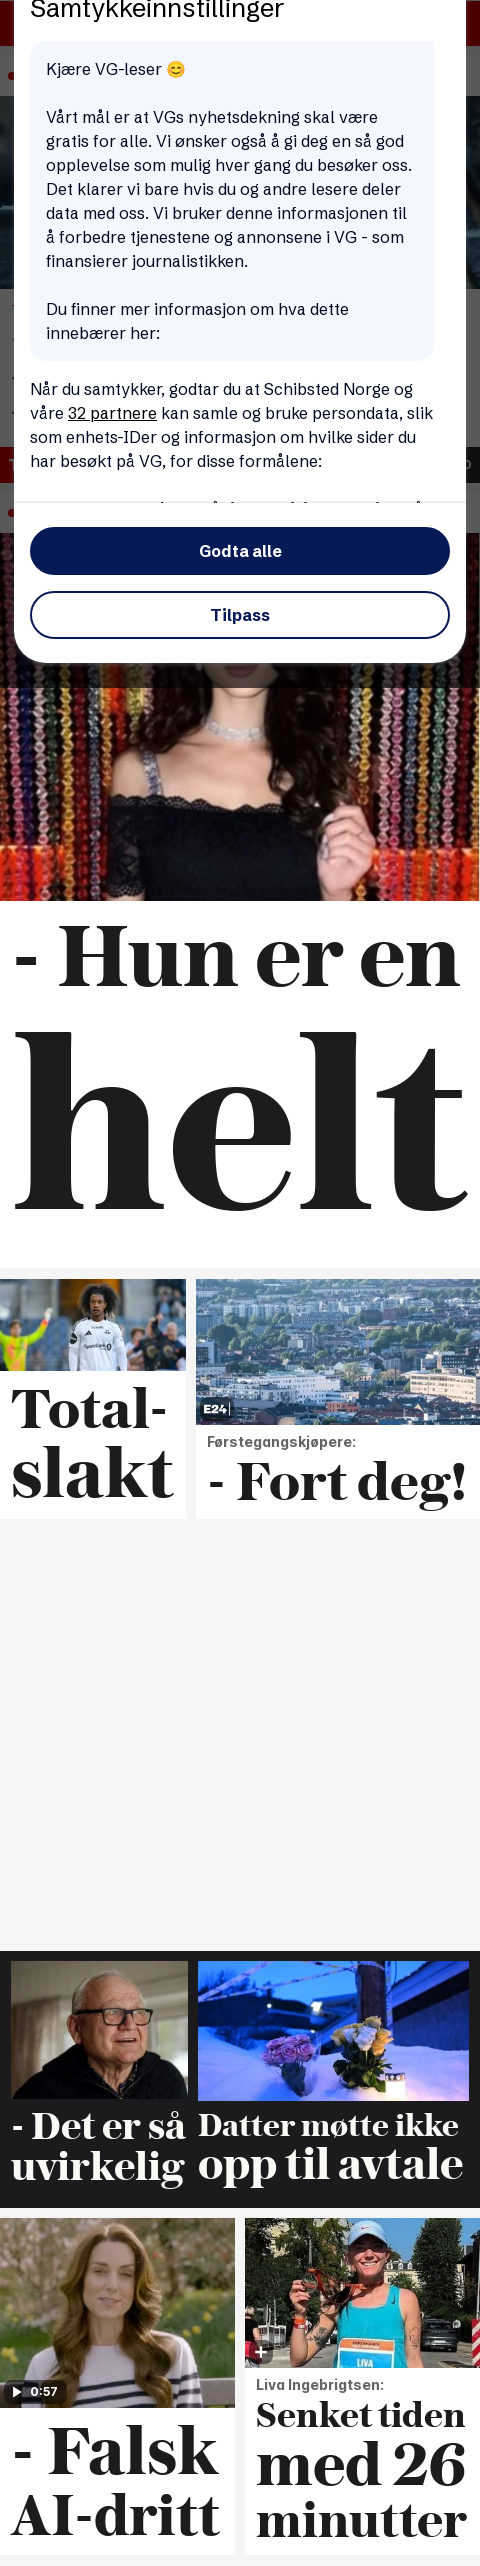 Samtykkeinnstillinger
Kjære VG-leser 😊
Vårt mål er at VGs nyhetsdekning skal være
gratis for alle. Vi ønsker også å gi deg en så god
opplevelse som mulig hver gang du besøker oss.
Det klarer vi bare hvis du og andre lesere deler
data med oss. Vi bruker denne informasjonen til
å forbedre tjenestene og annonsene i VG - som
finansierer journalistikken.
Du finner mer informasjon om hva dette
innebærer her:
Når du samtykker, godtar du at Schibsted Norge og
våre 32 partnere kan samle og bruke persondata, slik
som enhets-IDer og informasjon om hvilke sider du
har besøkt på VG, for disse formålene:
Godta alle
Tilpass
- Hun er en
helt
Total-
slakt
E24
Førstegangskjøpere:
- Fort deg!
- Det er så
uvirkelig
Datter møtte ikke
opp til avtale
0:57
- Falsk
AI-dritt
LIVA
Liva Ingebrigtsen:
Senket tiden
med 26
minutter